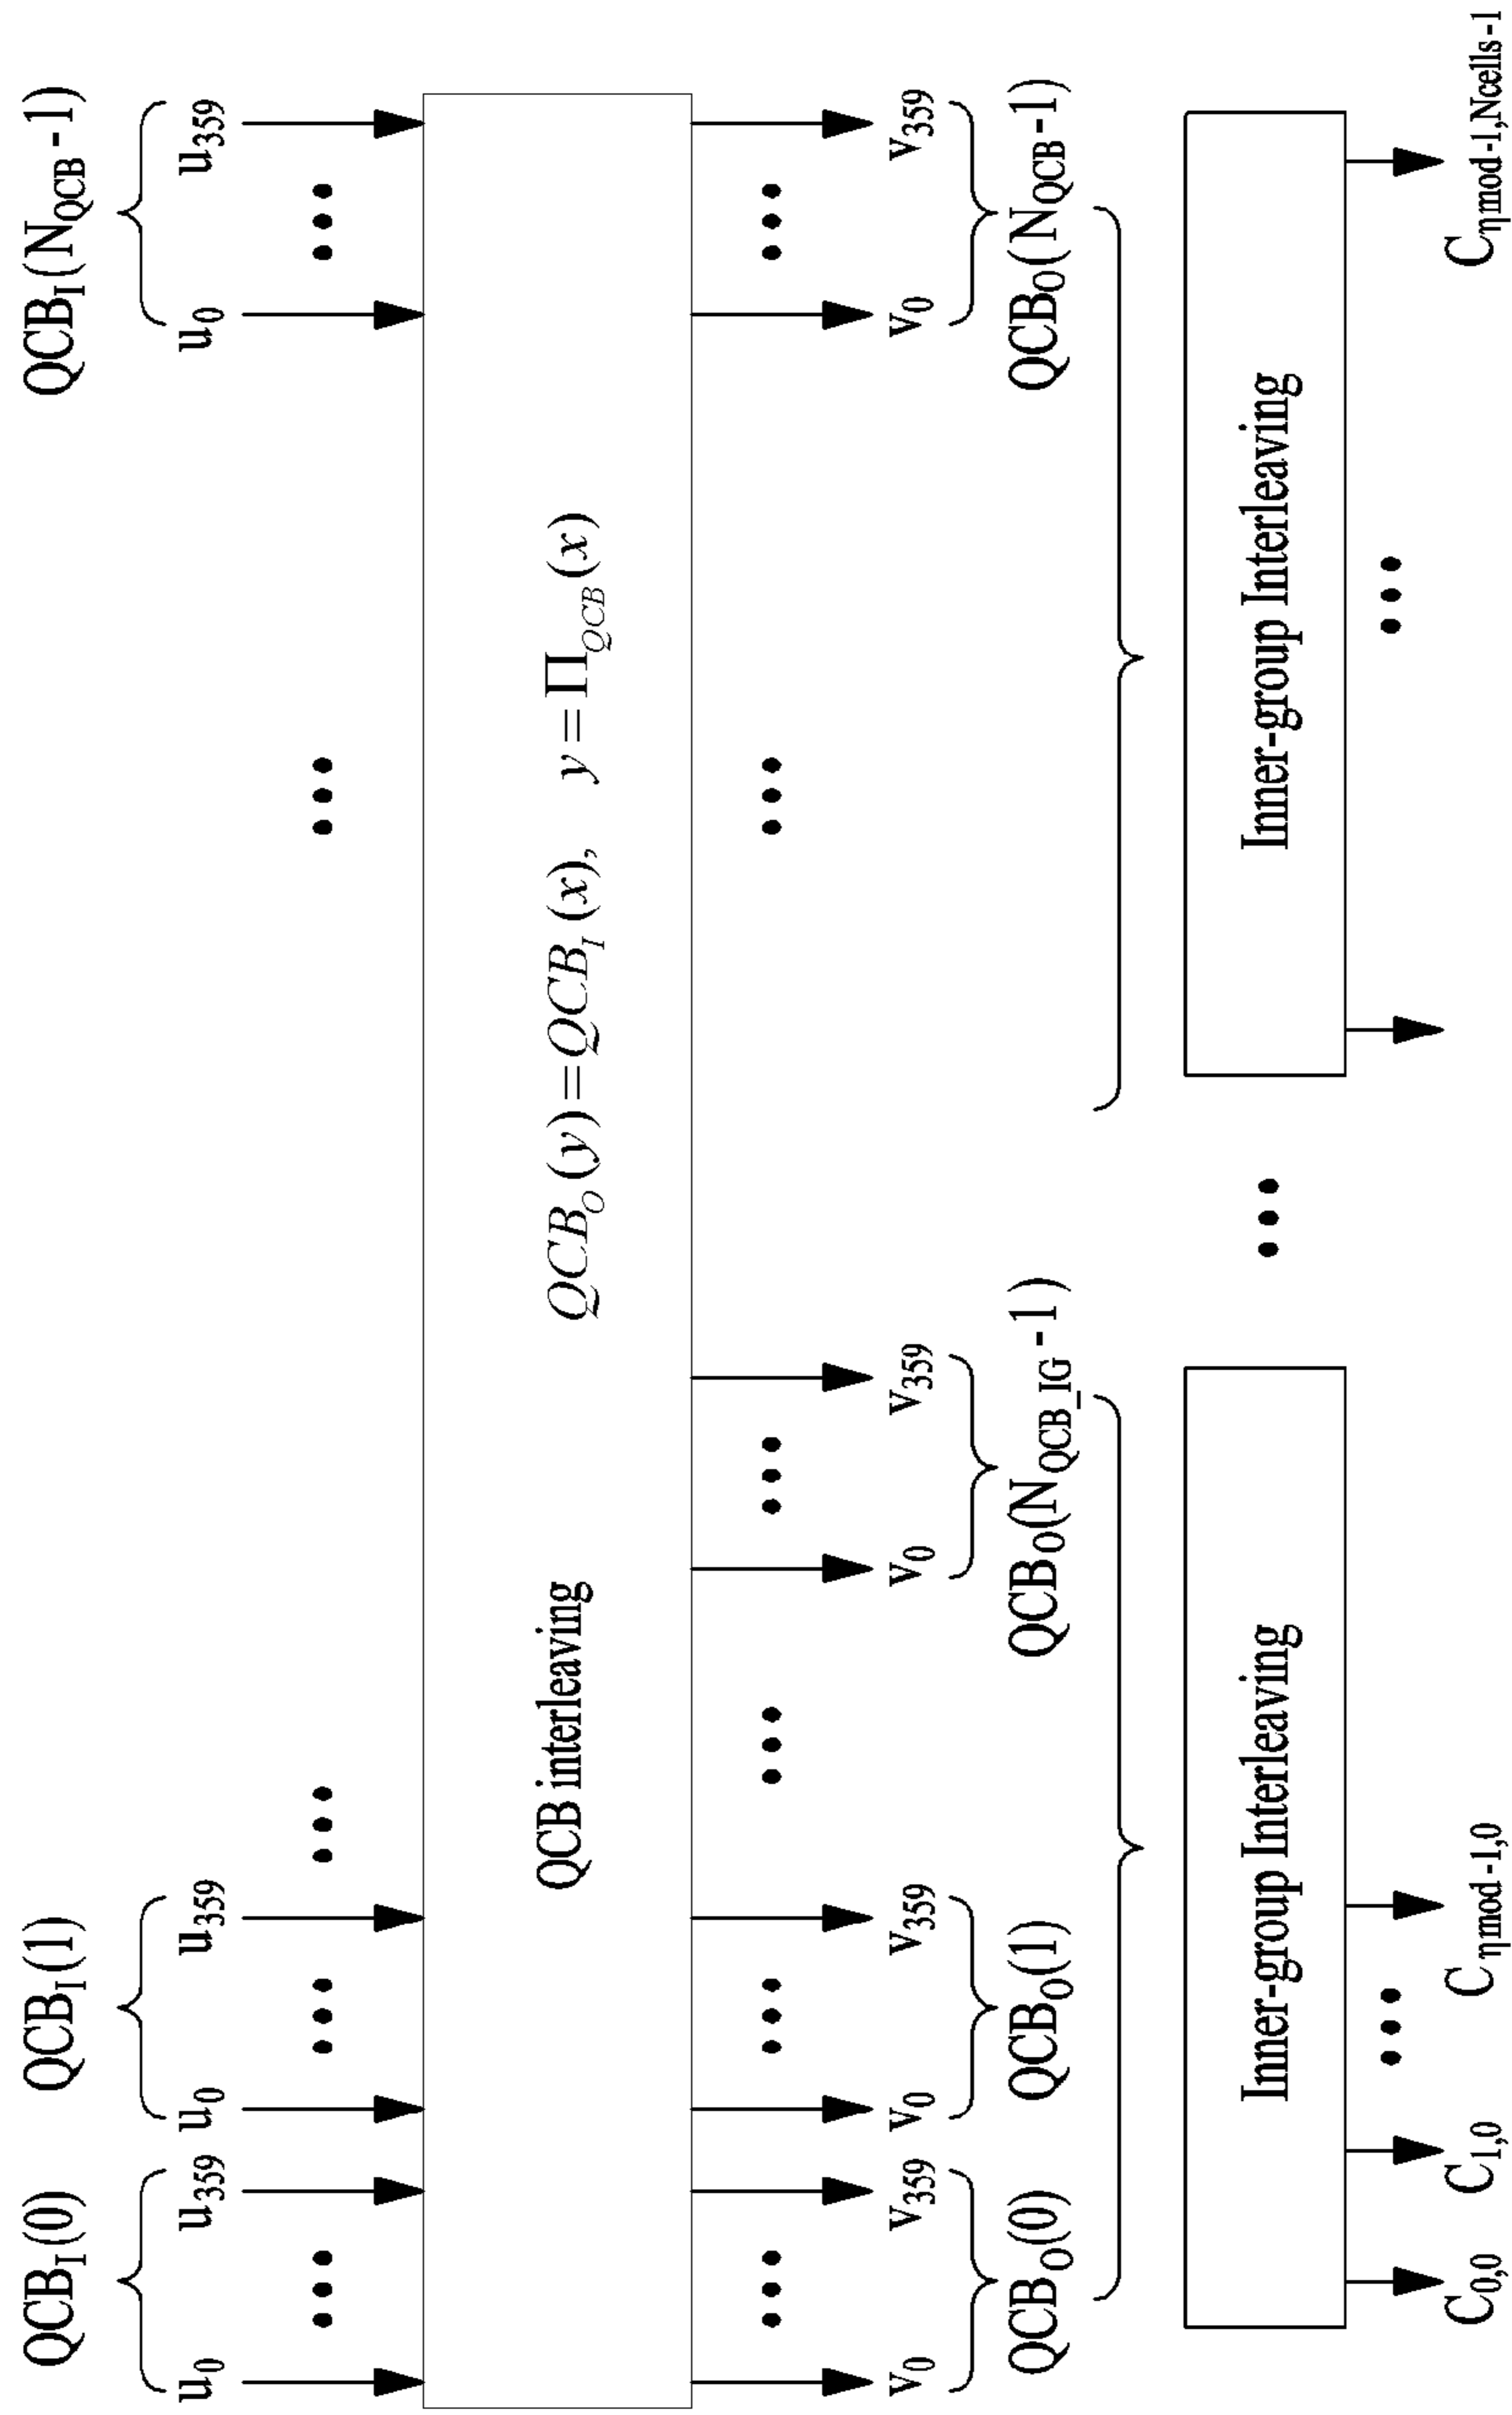 QCB_I(0) QCB_I(1) QCB_I(N_QCB-1)
u_0 ••• u_359 u_0 ••• u_359 ••• ••• u_0 ••• u_359
QCB interleaving QCB_O(y)=QCB_I(x), y=Π_QCB(x)
••• ••• ••• ••• ••• •••
v_0 v_359 v_0 v_359 v_0 v_359 v_0 v_359
QCB_O(0) QCB_O(1) QCB_O(N_QCB_IG-1) QCB_O(N_QCB-1)
Inner-group Interleaving ••• Inner-group Interleaving
••• •••
C_0,0 C_1,0 C_ηmod-1,0 C_ηmod-1,Ncells-1